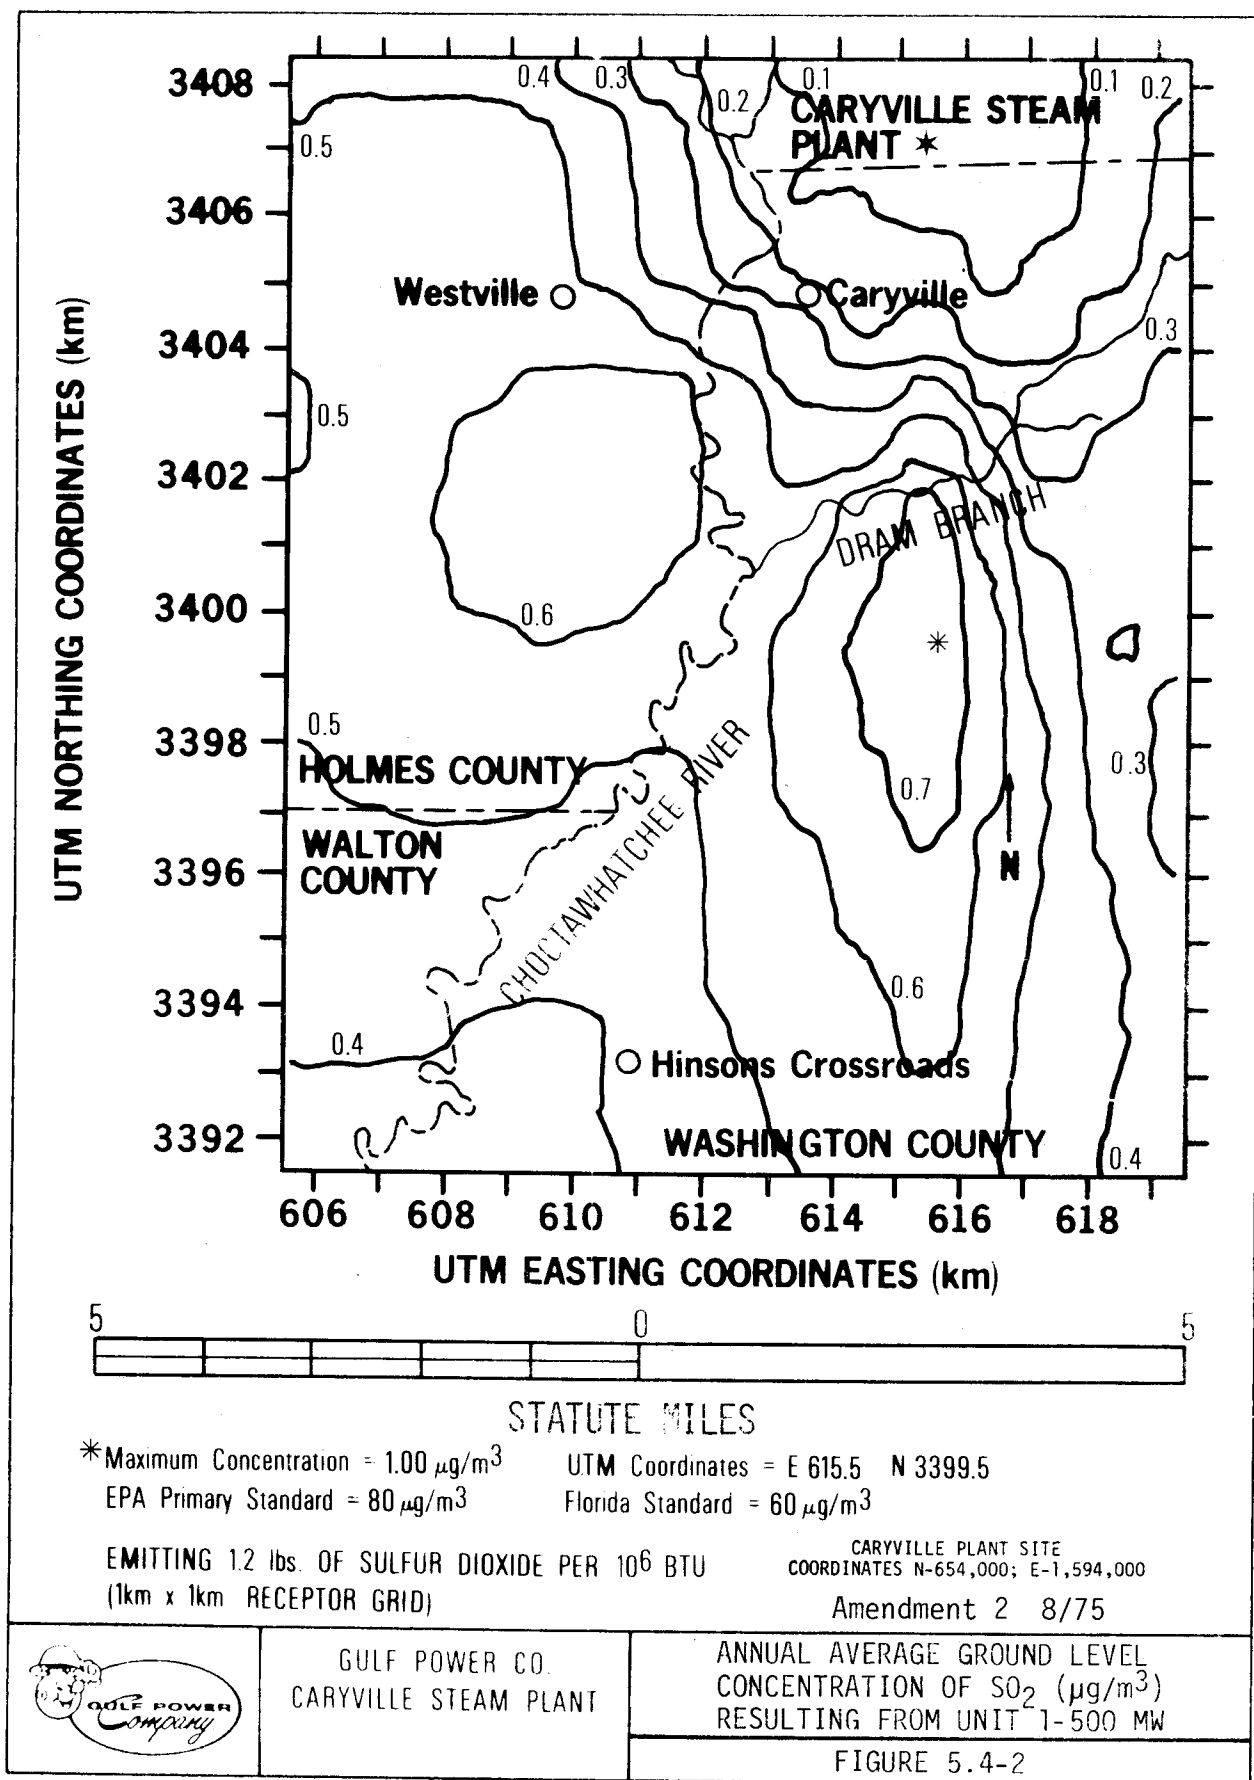 0.4
0.3
0.2
0.1
0.1
0.2
3408
CARYVILLE STEAM
PLANT
0.5
3406
Westville
Caryville
0.3
3404
0.5
3402
DRAM BRANCH
3400
0.6
0.5
3398
HOLMES COUNTY
0.3
0.7
WALTON
COUNTY
CHOCTAWHATCHEE RIVER
N
3396
0.6
3394
0.4
Hinsons Crossroads
3392
WASHINGTON COUNTY
0.4
UTM NORTHING COORDINATES (km)
606 608 610 612 614 616 618
UTM EASTING COORDINATES (km)
5 0 5
STATUTE MILES
*Maximum Concentration = 1.00 µg/m³ UTM Coordinates = E 615.5 N 3399.5
EPA Primary Standard = 80 µg/m³ Florida Standard = 60 µg/m³
EMITTING 1.2 lbs. OF SULFUR DIOXIDE PER 10⁶ BTU
(1km x 1km RECEPTOR GRID)
CARYVILLE PLANT SITE
COORDINATES N-654,000; E-1,594,000
Amendment 2 8/75
GULF POWER
Company
GULF POWER CO.
CARYVILLE STEAM PLANT
ANNUAL AVERAGE GROUND LEVEL
CONCENTRATION OF SO₂ (µg/m³)
RESULTING FROM UNIT 1-500 MW
FIGURE 5.4-2